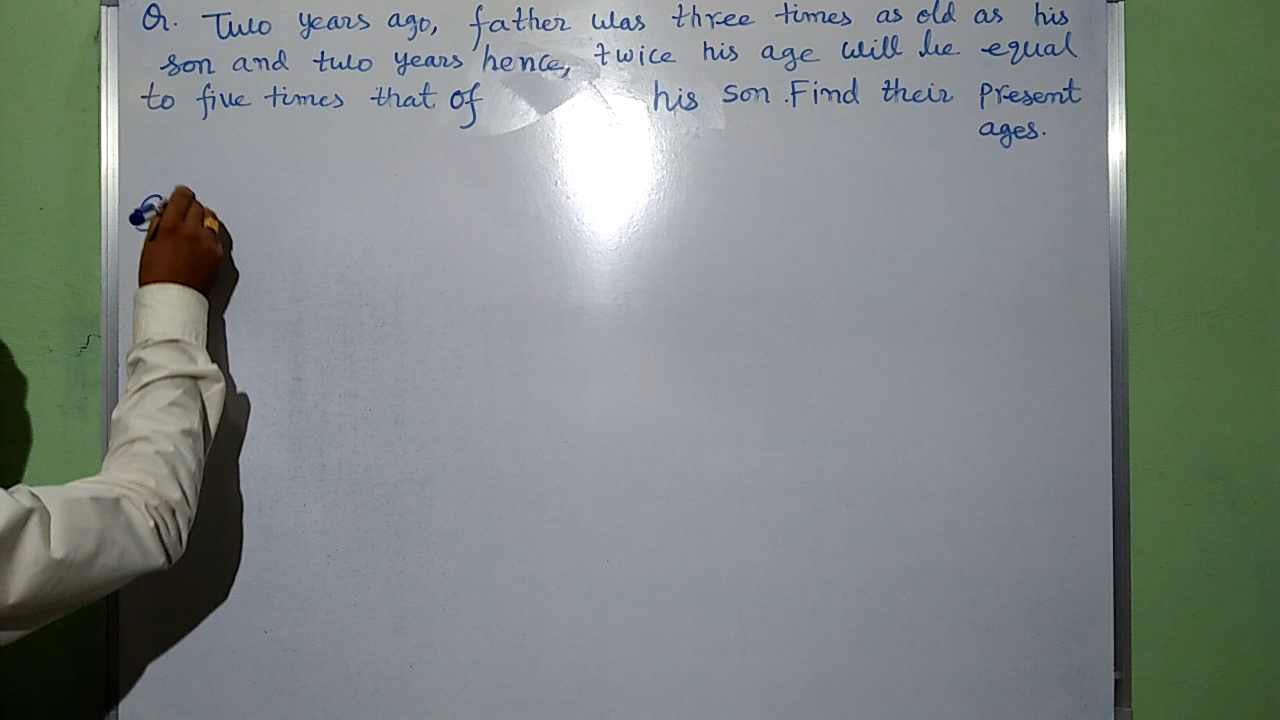 Q. Two years ago, father was three times as old as his
son and two years hence, twice his age will be equal
to five times that of his son. Find their present
ages.